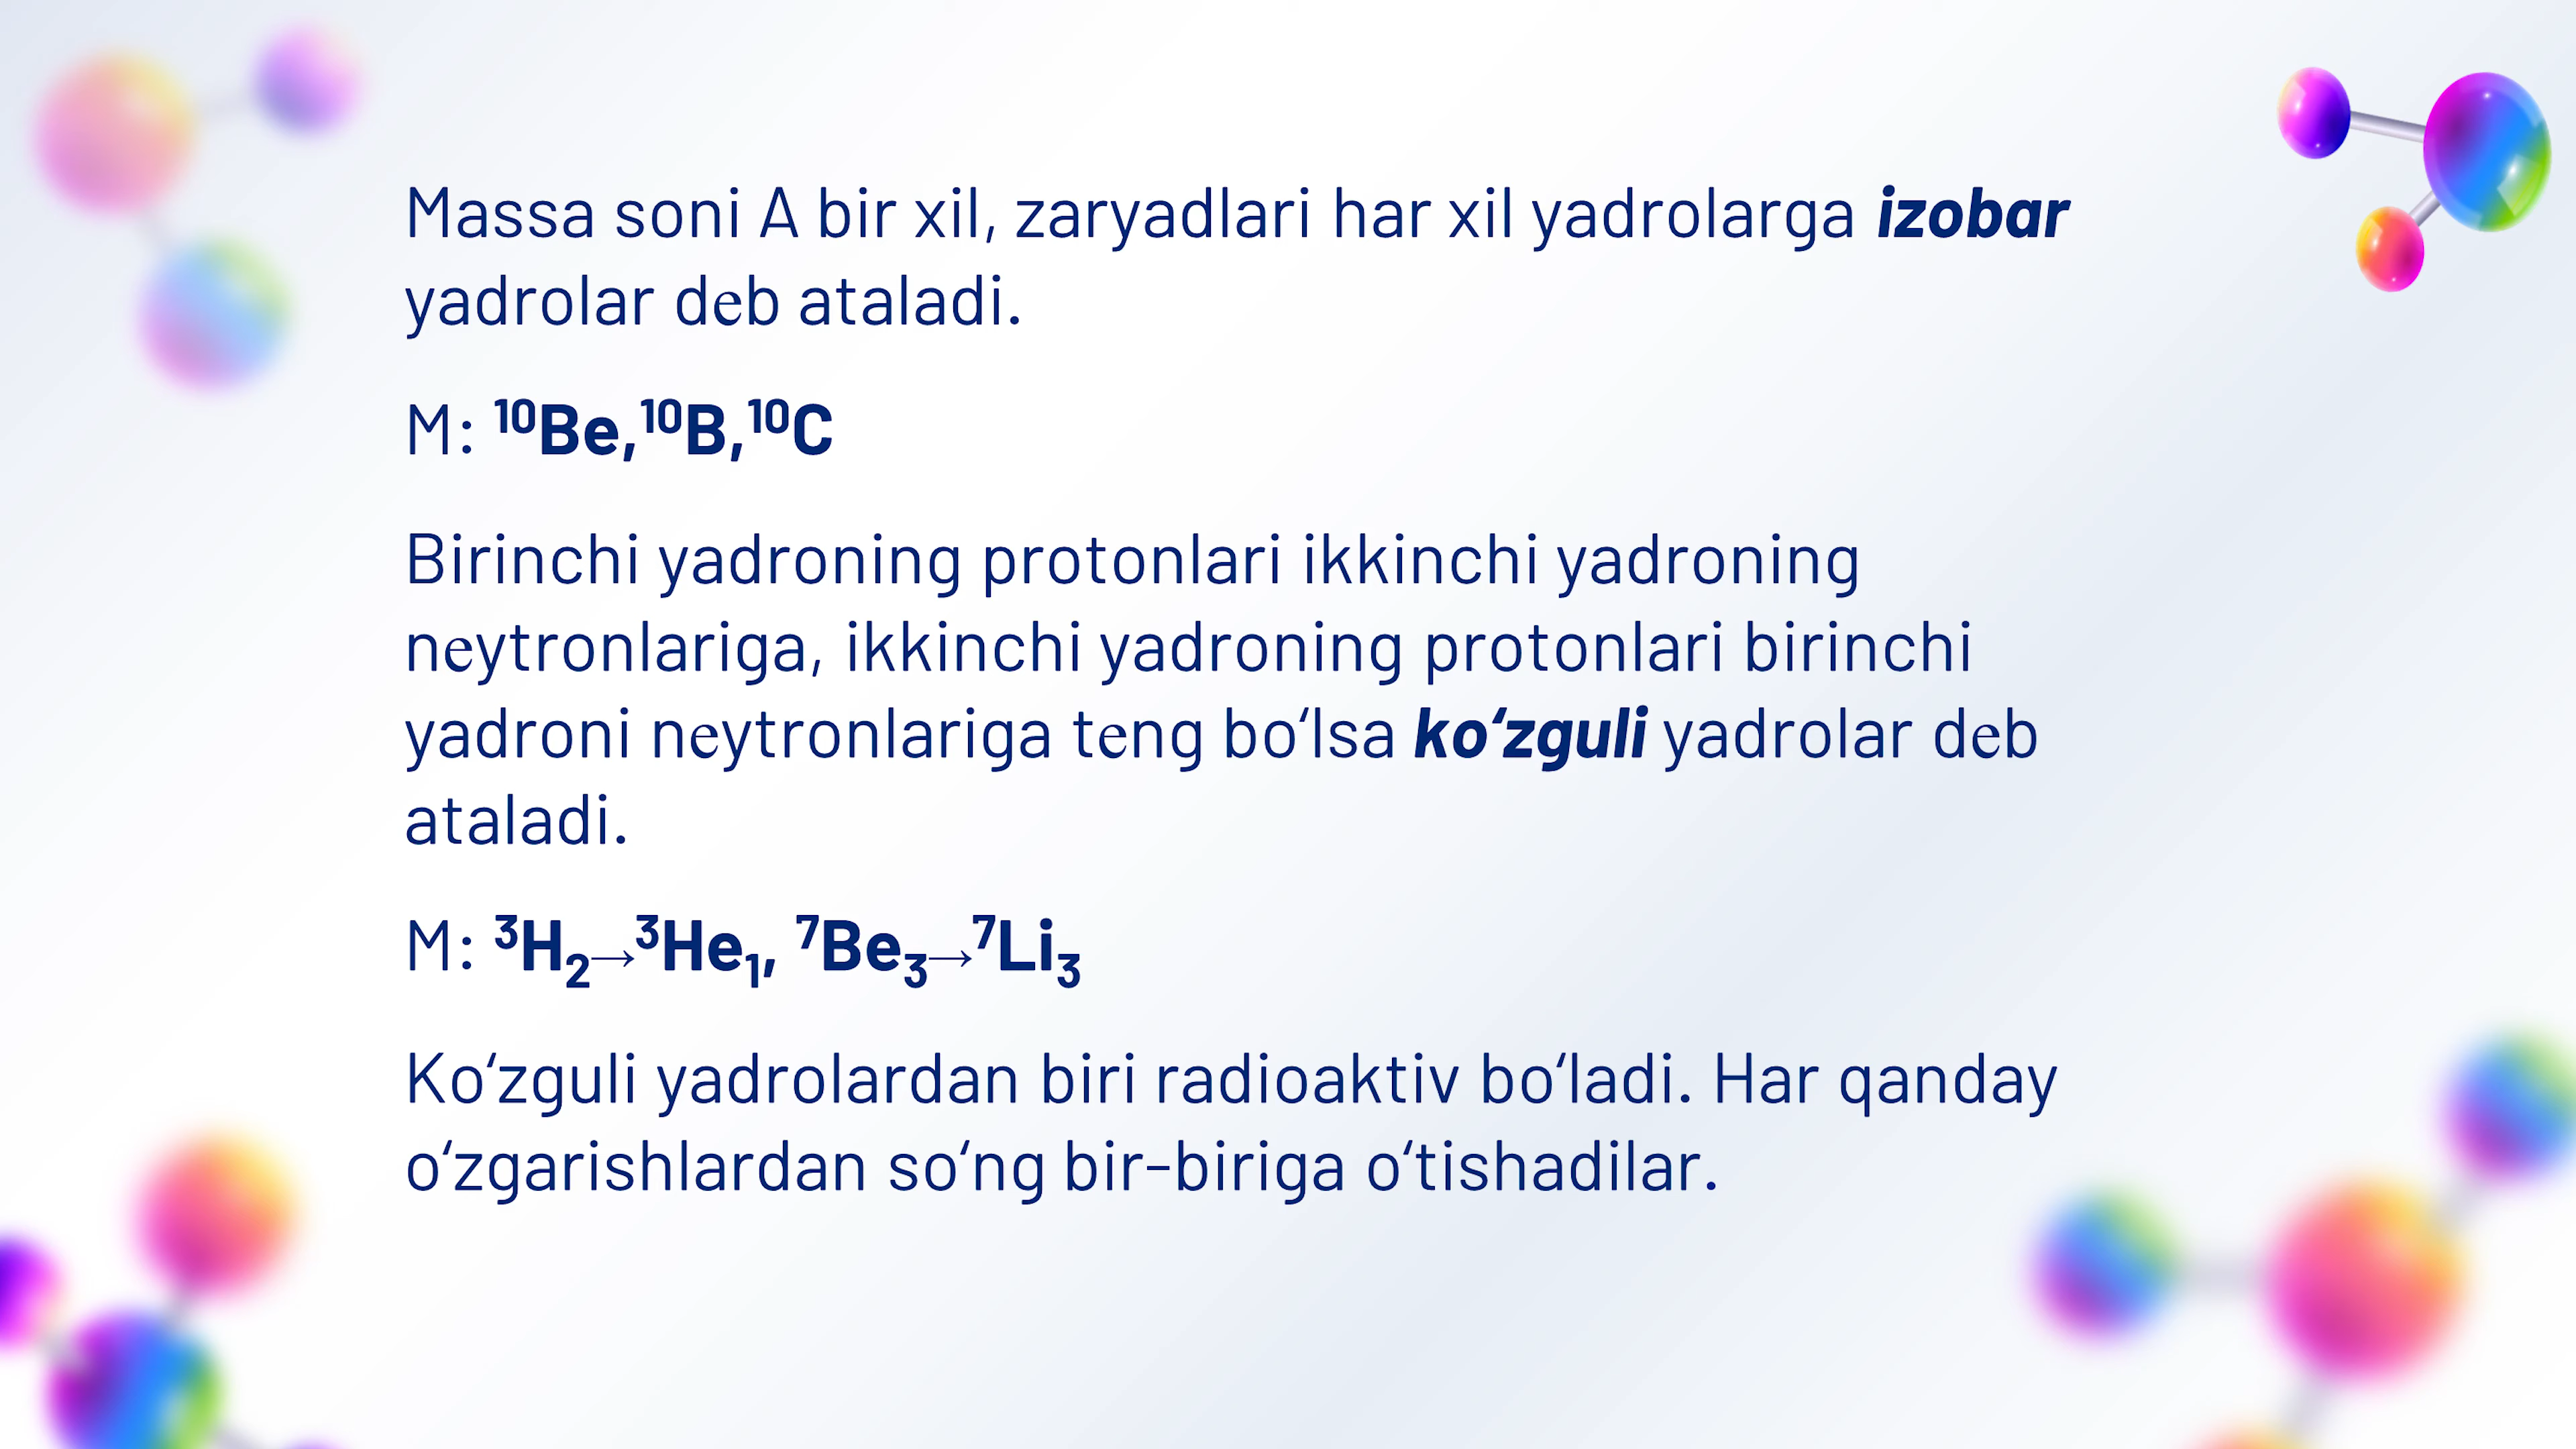 Massa soni A bir xil, zaryadlari har xil yadrolarga izobar
yadrolar deb ataladi.
M: ¹⁰Be,¹⁰B,¹⁰C
Birinchi yadroning protonlari ikkinchi yadroning
neytronlariga, ikkinchi yadroning protonlari birinchi
yadroni neytronlariga teng bo‘lsa ko‘zguli yadrolar deb
ataladi.
M: ³H₂→³He₁, ⁷Be₃→⁷Li₃
Ko‘zguli yadrolardan biri radioaktiv bo‘ladi. Har qanday
o‘zgarishlardan so‘ng bir-biriga o‘tishadilar.